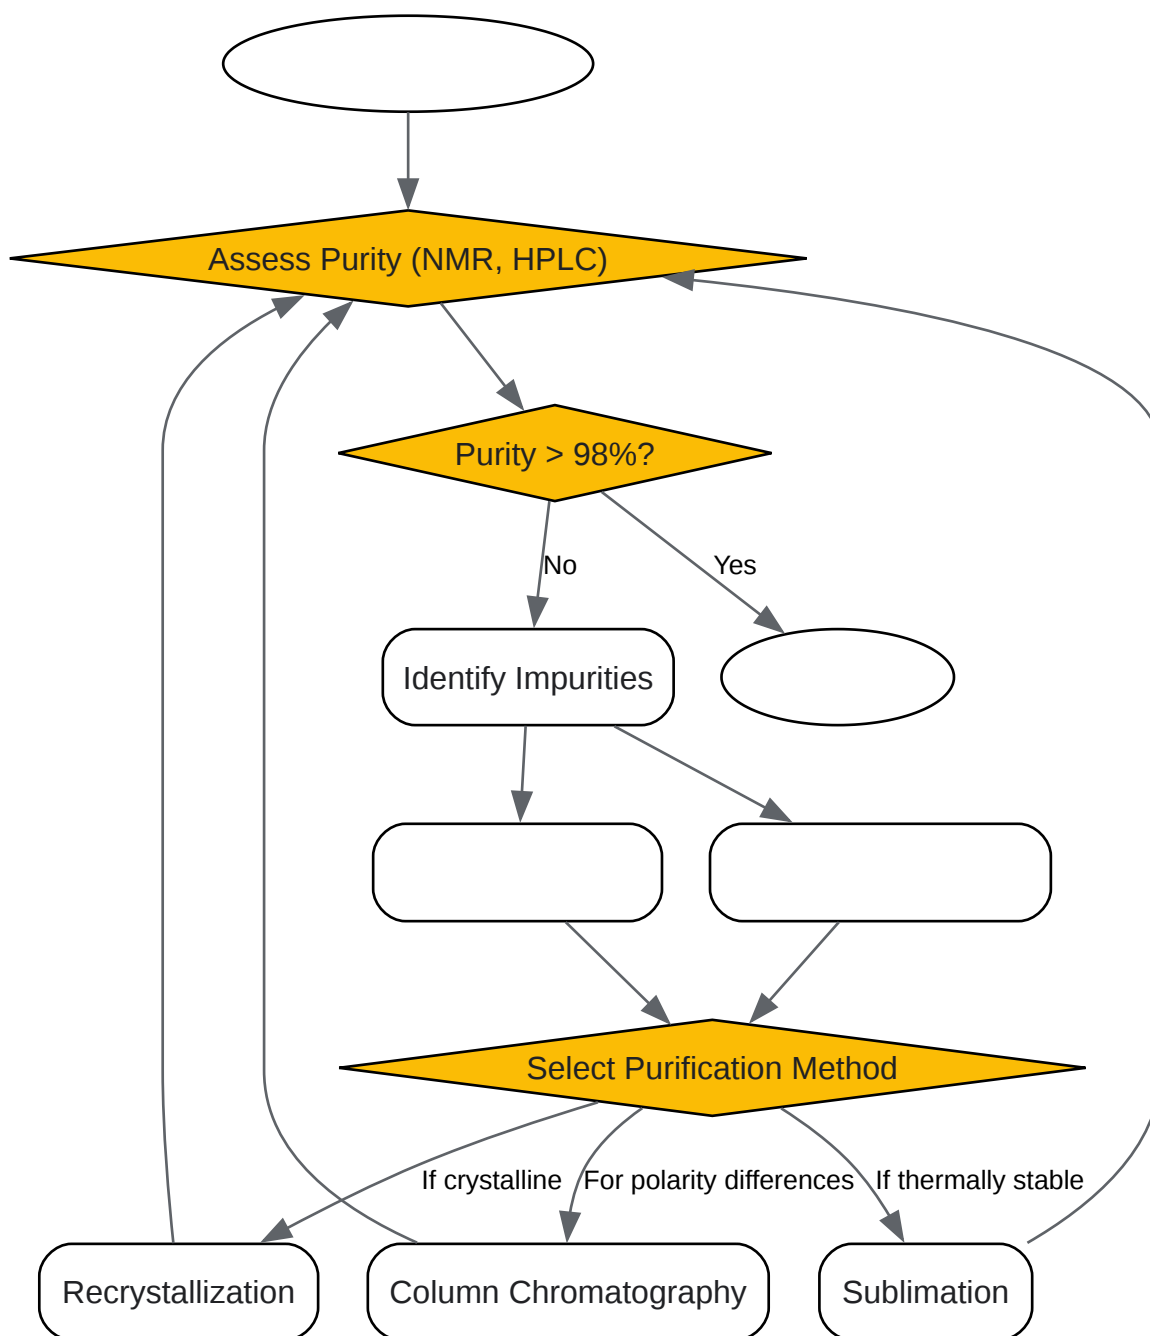 Assess Purity (NMR, HPLC)
Purity > 98%?
No
Yes
Identify Impurities
Select Purification Method
If crystalline
For polarity differences
If thermally stable
Recrystallization
Column Chromatography
Sublimation